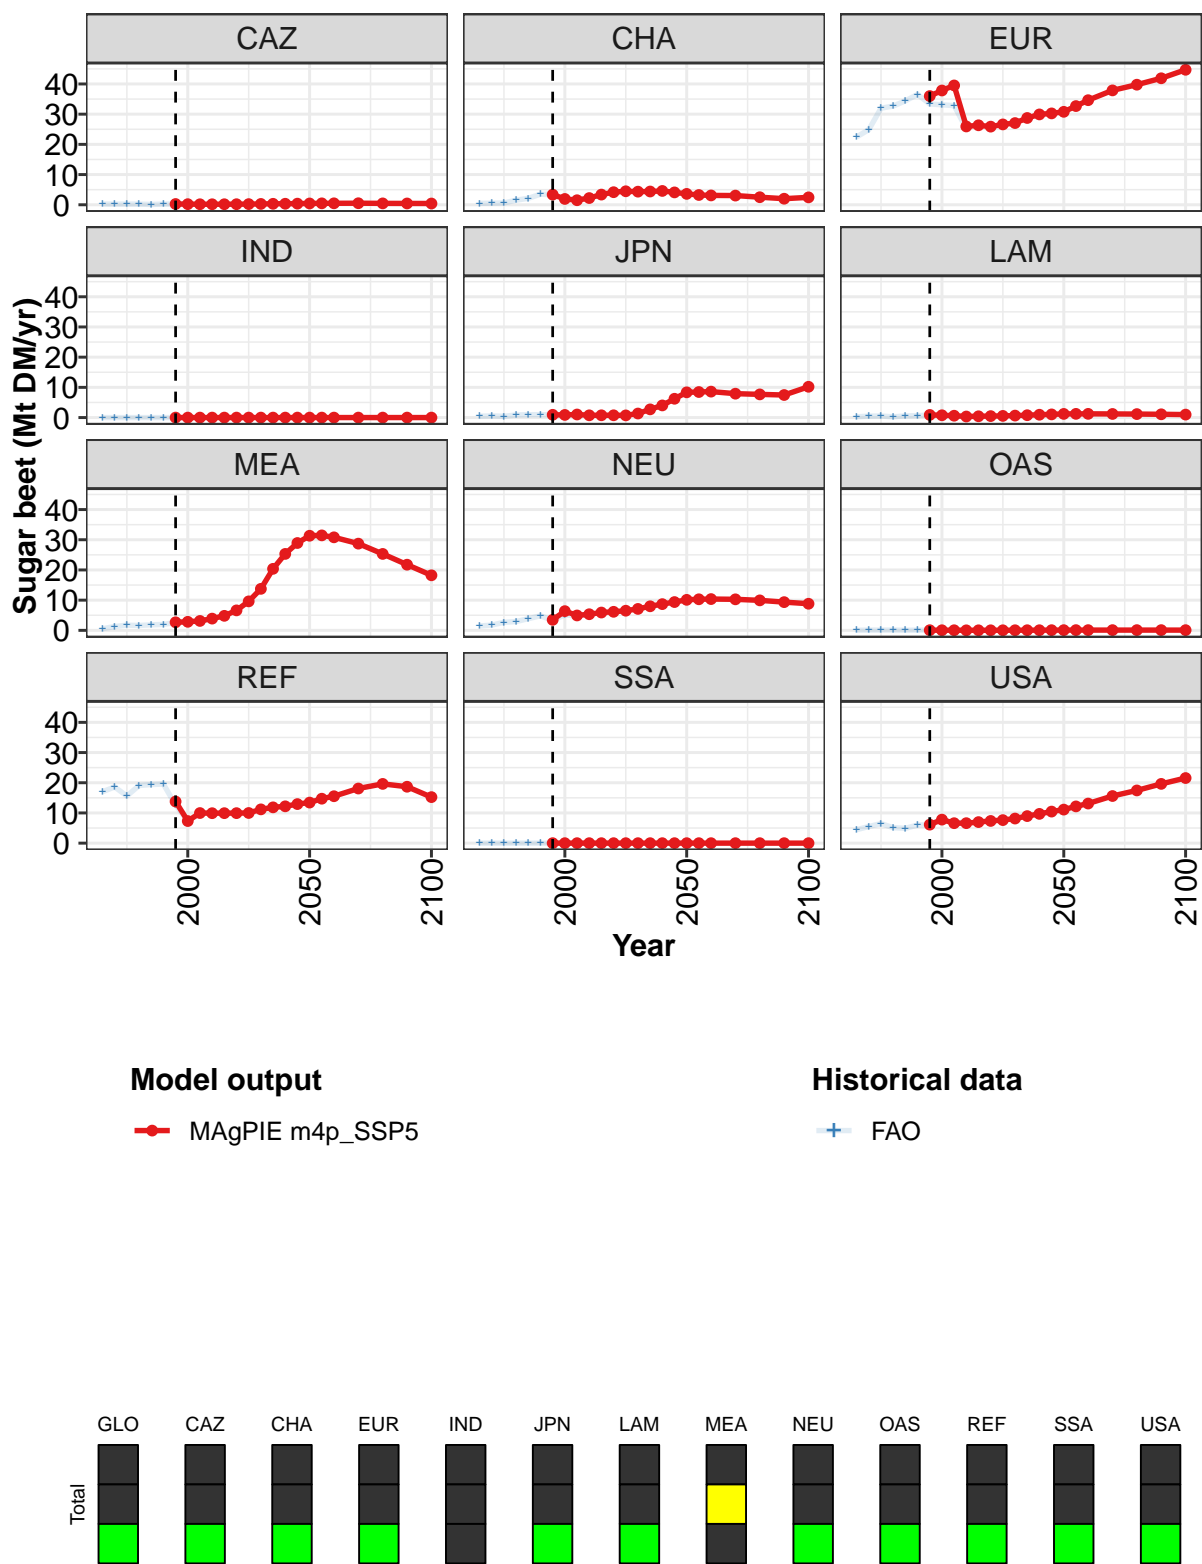 CAZ CHA EUR
40
30
20
10
0
IND JPN LAM
40
30
20
10
0
MEA NEU OAS
40
30
20
10
0
REF SSA USA
40
30
20
10
0
Sugar beet (Mt DM/yr)
2000 2050 2100 2000 2050 2100 2000 2050 2100
Year
Model output Historical data
MAgPIE m4p_SSP5 FAO
GLO CAZ CHA EUR IND JPN LAM MEA NEU OAS REF SSA USA
Total